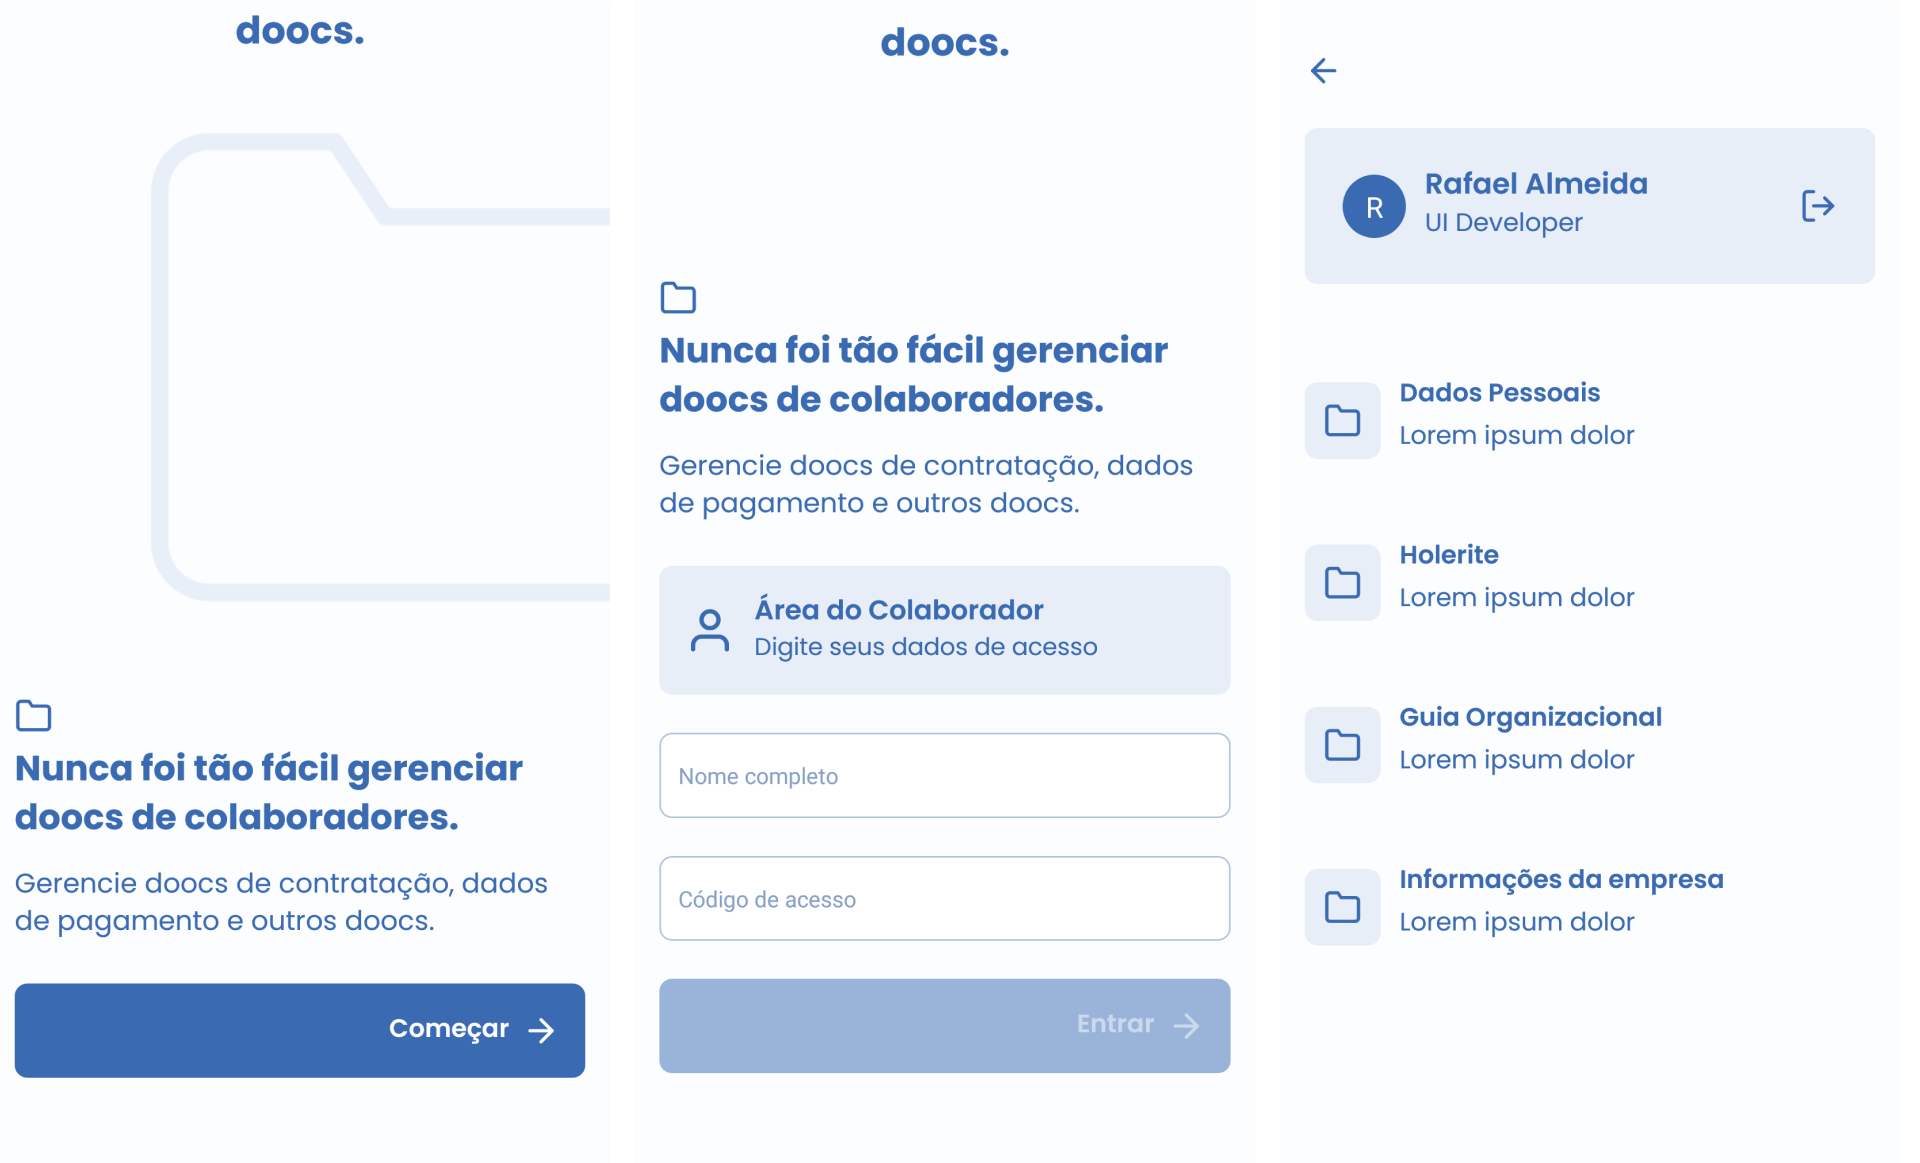 doocs.
Nunca foi tão fácil gerenciar
doocs de colaboradores.
Gerencie doocs de contratação, dados
de pagamento e outros doocs.
Começar
doocs.
Nunca foi tão fácil gerenciar
doocs de colaboradores.
Gerencie doocs de contratação, dados
de pagamento e outros doocs.
Área do Colaborador
Digite seus dados de acesso
Nome completo
Código de acesso
Entrar
R
Rafael Almeida
UI Developer
Dados Pessoais
Lorem ipsum dolor
Holerite
Lorem ipsum dolor
Guia Organizacional
Lorem ipsum dolor
Informações da empresa
Lorem ipsum dolor